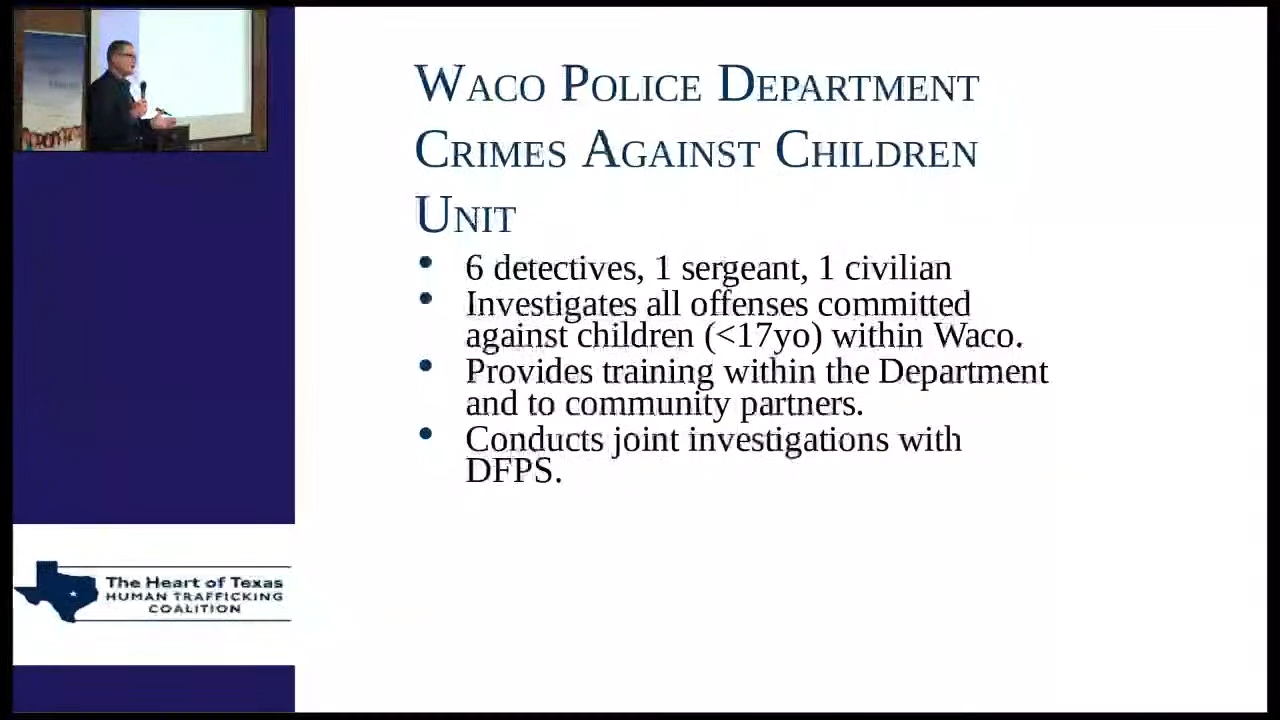 WACO POLICE DEPARTMENT
CRIMES AGAINST CHILDREN
UNIT
• 6 detectives, 1 sergeant, 1 civilian
• Investigates all offenses committed
against children (<17yo) within Waco.
• Provides training within the Department
and to community partners.
• Conducts joint investigations with
DFPS.
The Heart of Texas
HUMAN TRAFFICKING
COALITION